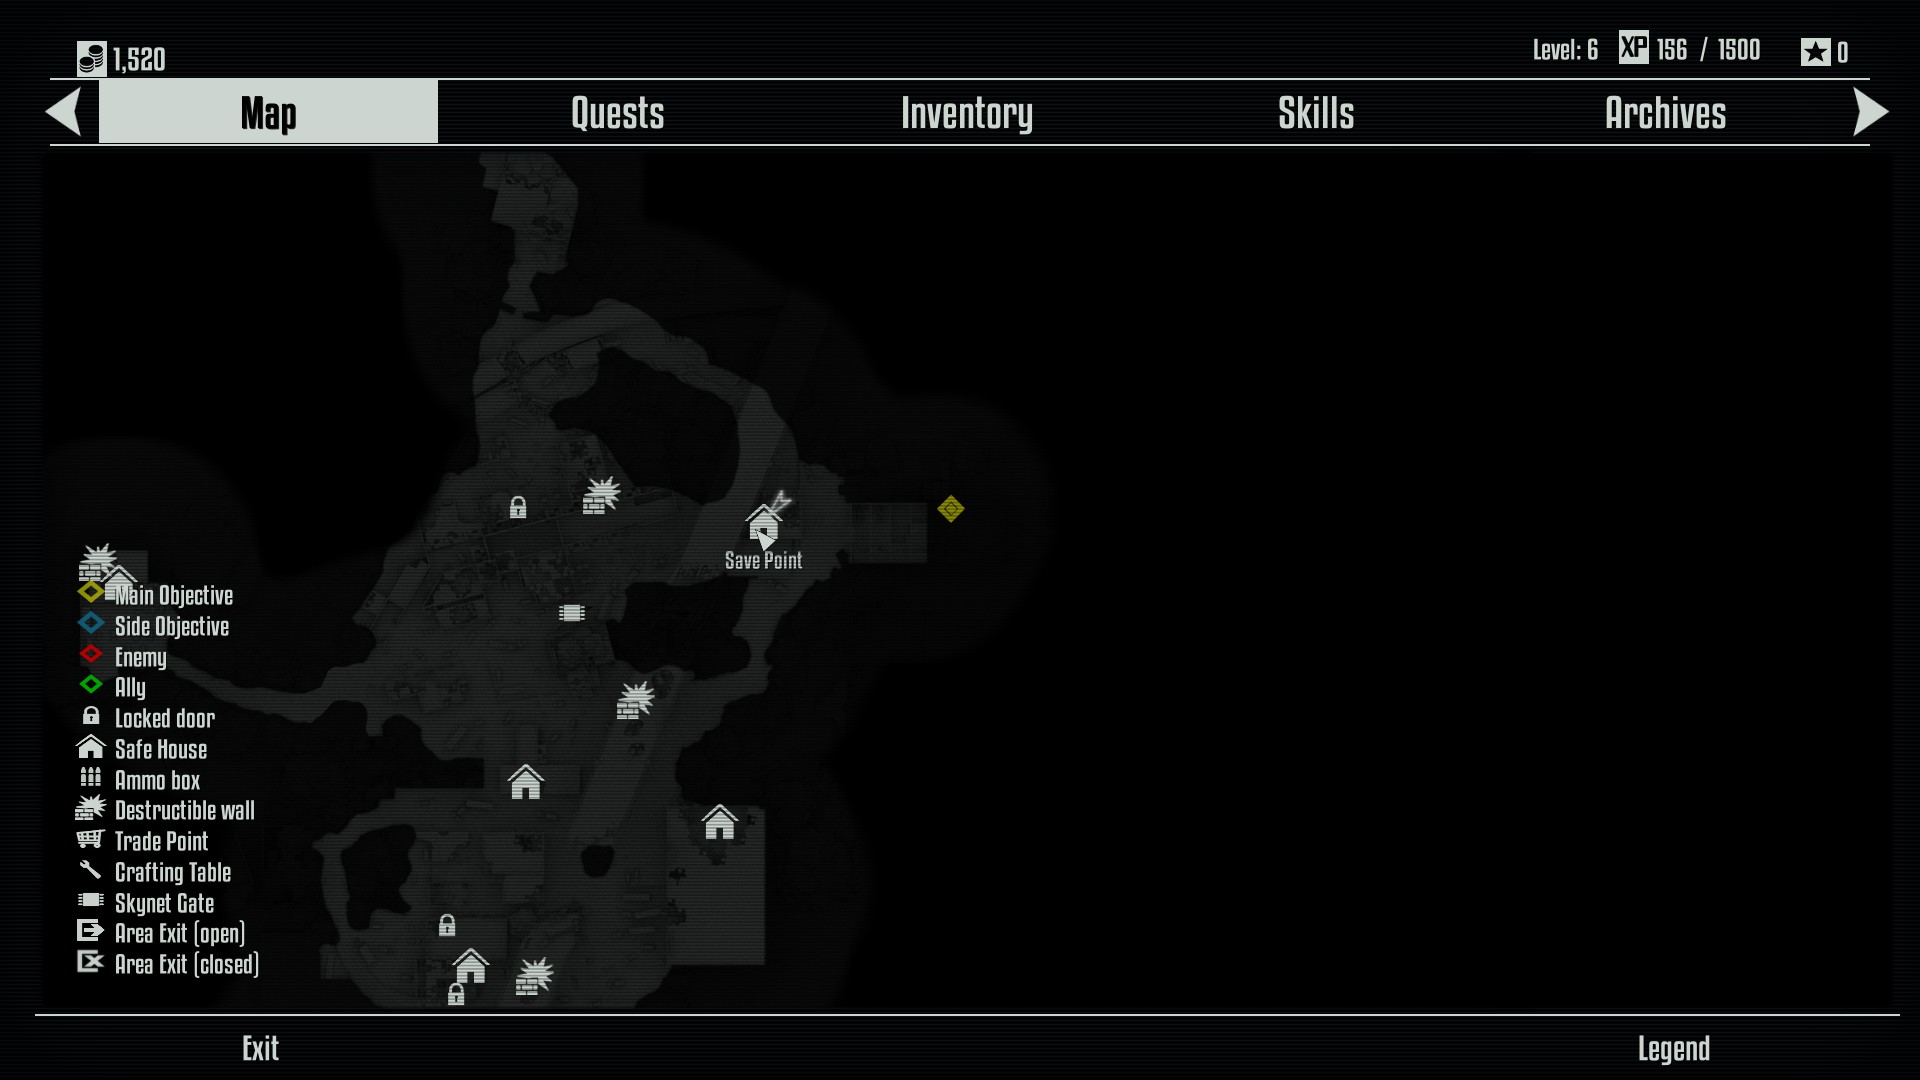 1,520
Level: 6 XP 156 / 1500 0
Map Quests Inventory Skills Archives
Save Point
Main Objective
Side Objective
Enemy
Ally
Locked door
Safe House
Ammo box
Destructible wall
Trade Point
Crafting Table
Skynet Gate
Area Exit (open)
Area Exit (closed)
Exit Legend